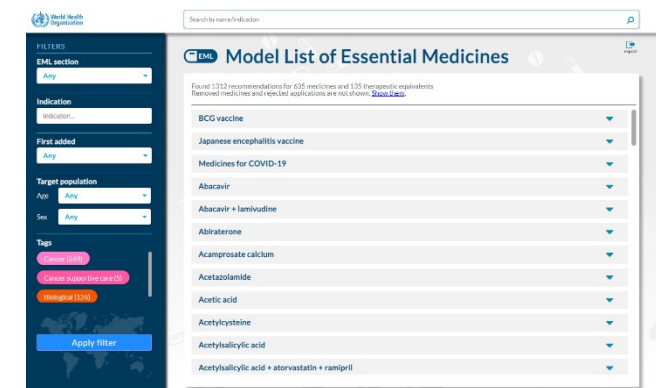 World Health
Organization
Search by name/indication
FILTERS
EML section
Any
Indication
Indication...
First added
Any
Target population
Age
Any
Sex
Any
Tags
Cancer (269)
Cancer supportive care (5)
Biological (126)
Apply filter
EML Model List of Essential Medicines
export
Found 1312 recommendations for 635 medicines and 135 therapeutic equivalents
Removed medicines and rejected applications are not shown. Show them.
BCG vaccine
Japanese encephalitis vaccine
Medicines for COVID-19
Abacavir
Abacavir + lamivudine
Abiraterone
Acamprosate calcium
Acetazolamide
Acetic acid
Acetylcysteine
Acetylsalicylic acid
Acetylsalicylic acid + atorvastatin + ramipril